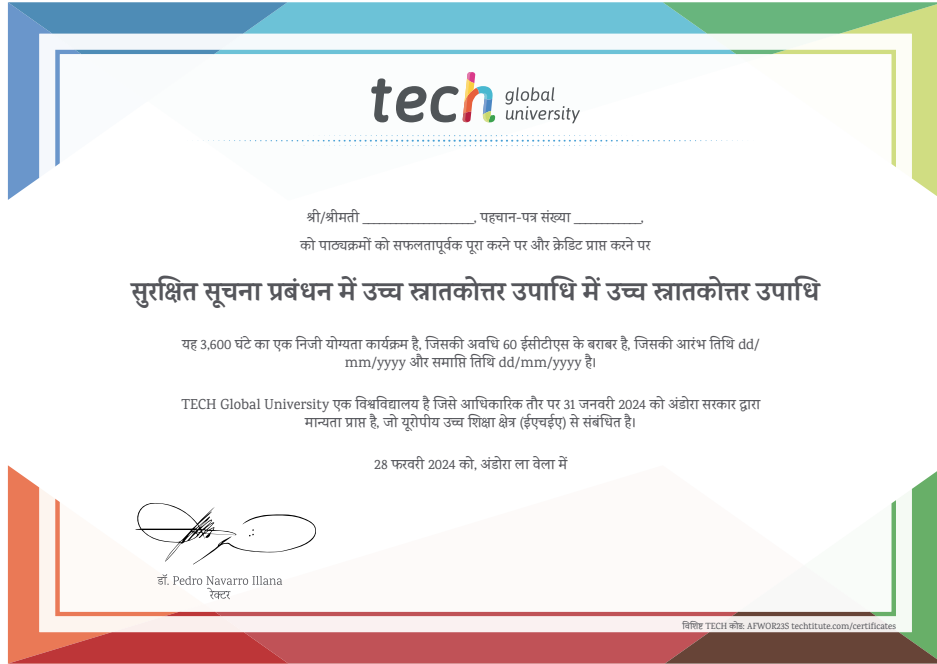 tech global university
श्री/श्रीमती ____________________, पहचान-पत्र संख्या ____________,
को पाठ्यक्रमों को सफलतापूर्वक पूरा करने पर और क्रेडिट प्राप्त करने पर
सुरक्षित सूचना प्रबंधन में उच्च स्नातकोत्तर उपाधि में उच्च स्नातकोत्तर उपाधि
यह 3,600 घंटे का एक निजी योग्यता कार्यक्रम है, जिसकी अवधि 60 ईसीटीएस के बराबर है, जिसकी आरंभ तिथि dd/
mm/yyyy और समाप्ति तिथि dd/mm/yyyy है।
TECH Global University एक विश्वविद्यालय है जिसे आधिकारिक तौर पर 31 जनवरी 2024 को अंडोरा सरकार द्वारा
मान्यता प्राप्त है, जो यूरोपीय उच्च शिक्षा क्षेत्र (ईएचईए) से संबंधित है।
28 फरवरी 2024 को, अंडोरा ला वेला में
डॉ. Pedro Navarro Illana
रेक्टर
विशिष्ट TECH कोड: AFWOR23S techtitute.com/certificates